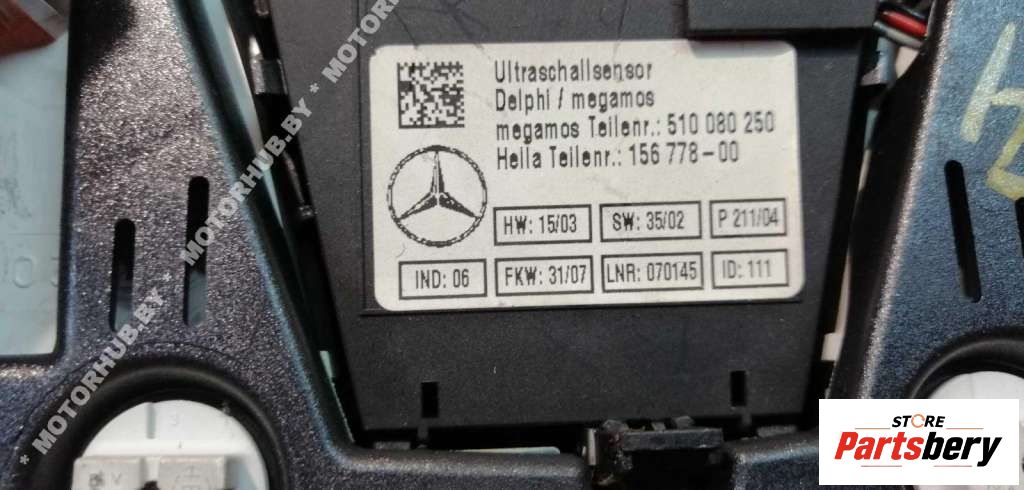 Ultraschallsensor
Delphi / megamos
megamos Teilenr.: 510 080 250
Hella Teilenr.: 156 778-00
HW: 15/03
SW: 35/02
P 211/04
IND: 06
FKW: 31/07
LNR: 070145
ID: 111
* MOTORHUB.BY * MOTORHUB.BY * MOTORHUB.BY
STORE
Partsbery